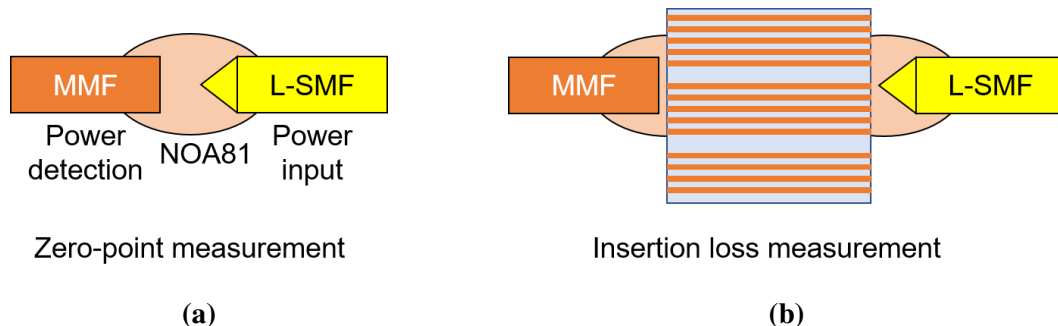 MMF
L-SMF
Power
detection
NOA81
Power
input
Zero-point measurement
(a)
MMF
L-SMF
Insertion loss measurement
(b)